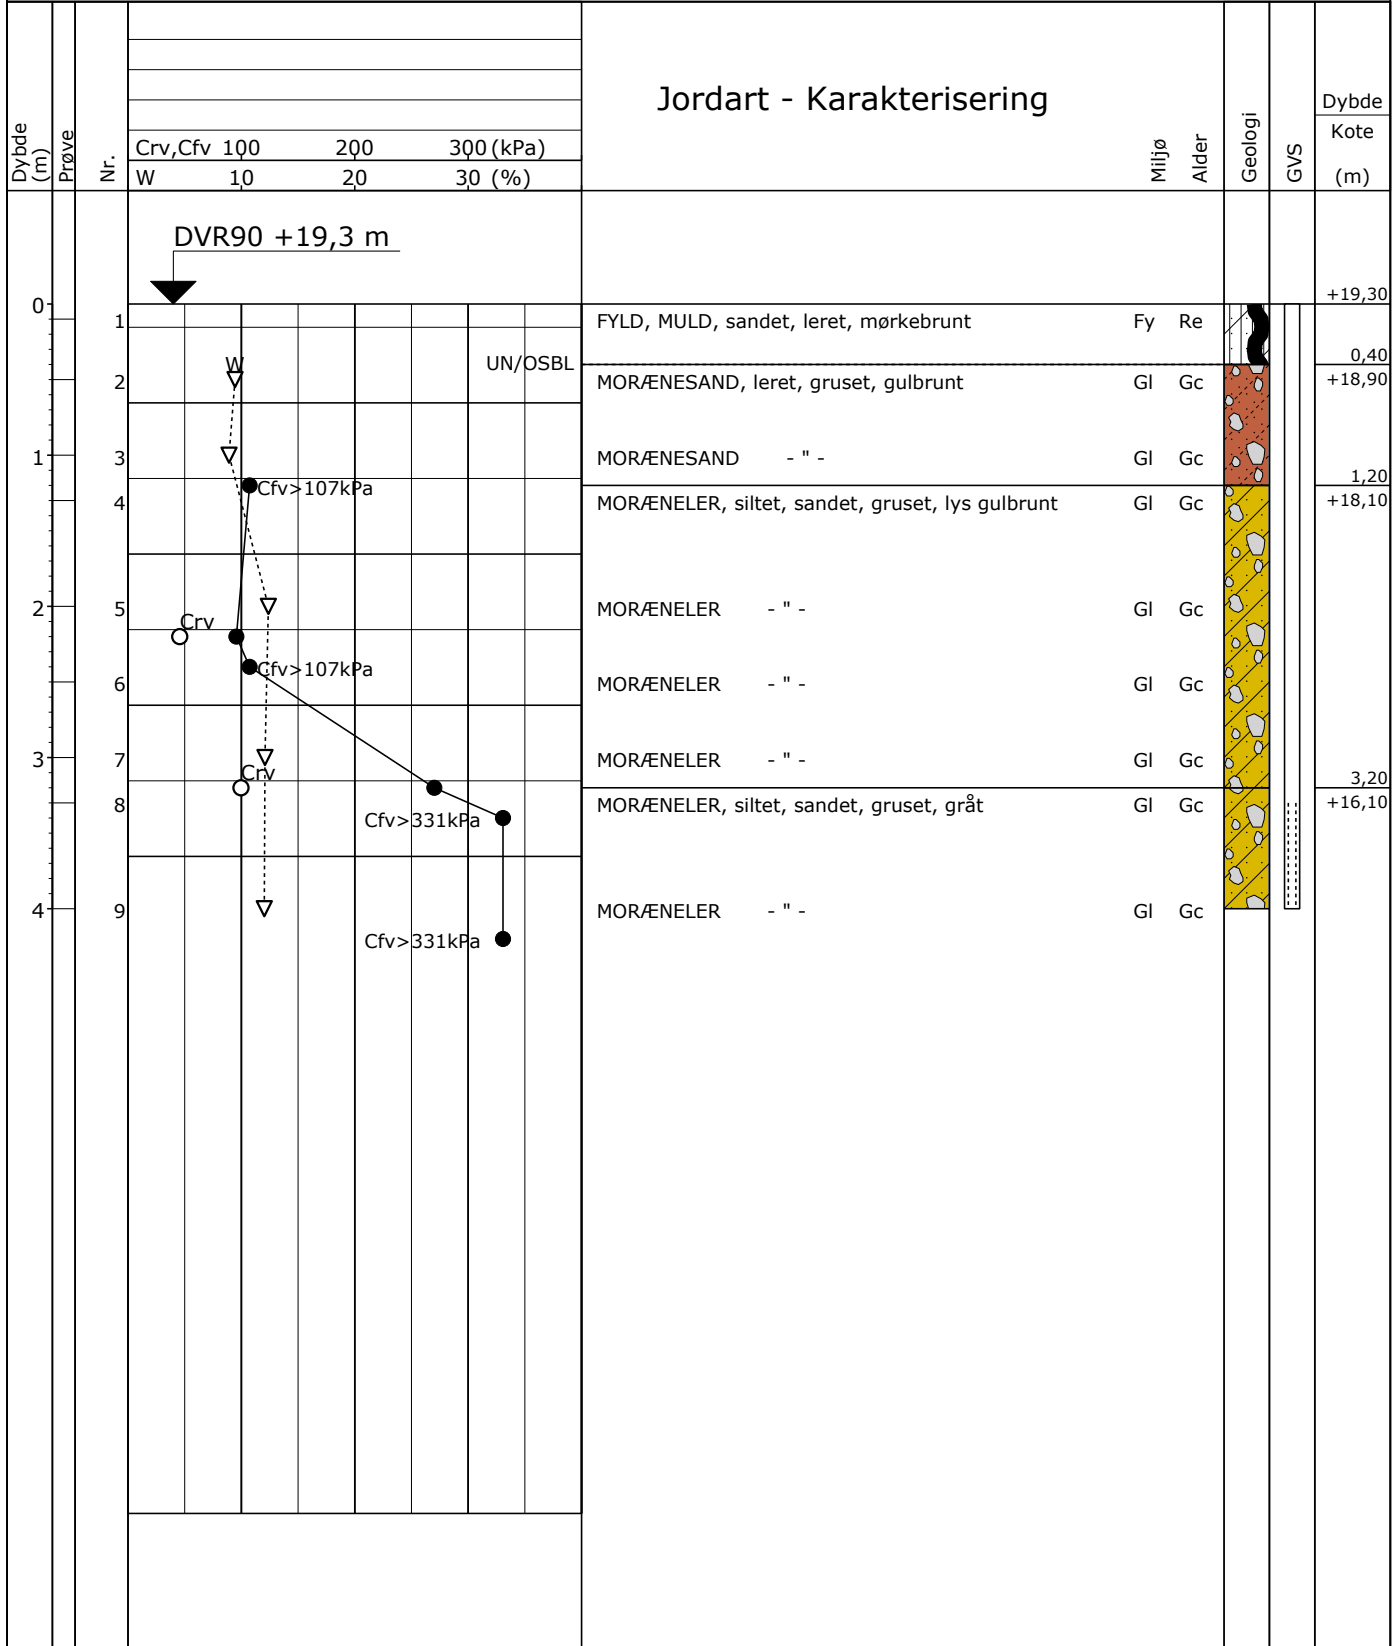 Jordart - Karakterisering
Dybde (m)
Prøve
Nr.
Crv,Cfv 100 200 300 (kPa)
W 10 20 30 (%)
Miljø
Alder
Geologi
GVS
Dybde
Kote
(m)
DVR90 +19,3 m
0 +19,30
1 FYLD, MULD, sandet, leret, mørkebrunt Fy Re
W UN/OSBL 0,40
2 MORÆNESAND, leret, gruset, gulbrunt Gl Gc +18,90
1 3 MORÆNESAND - " - Gl Gc
1,20
Cfv>107kPa
4 MORÆNELER, siltet, sandet, gruset, lys gulbrunt Gl Gc +18,10
2 5 MORÆNELER - " - Gl Gc
Crv
Cfv>107kPa
6 MORÆNELER - " - Gl Gc
3 7 MORÆNELER - " - Gl Gc
Crv 3,20
8 MORÆNELER, siltet, sandet, gruset, gråt Gl Gc +16,10
Cfv>331kPa
4 9 MORÆNELER - " - Gl Gc
Cfv>331kPa